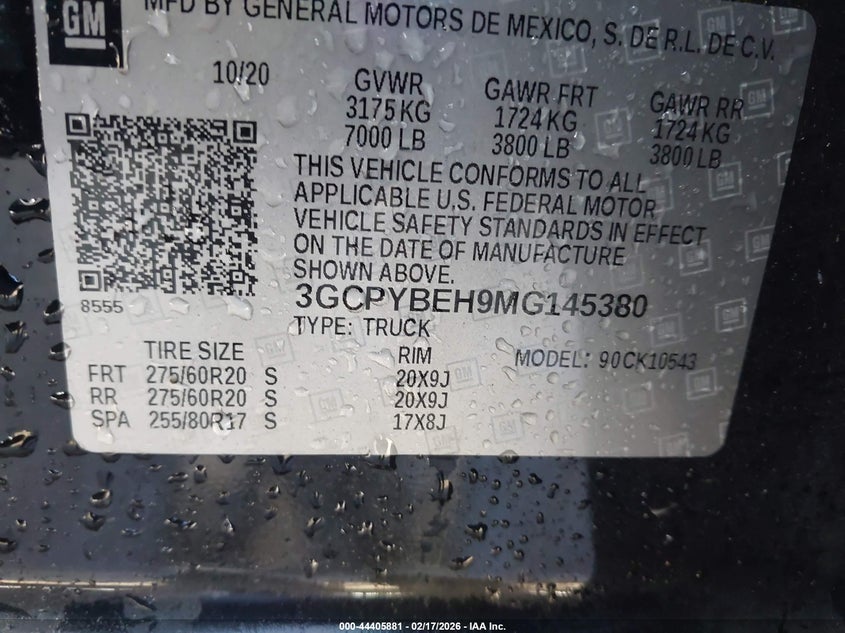 GM
MFD BY GENERAL MOTORS DE MEXICO, S. DE R.L. DE C.V.
10/20
GVWR
3175 KG
7000 LB
GAWR FRT
1724 KG
3800 LB
GAWR RR
1724 KG
3800 LB
THIS VEHICLE CONFORMS TO ALL
APPLICABLE U.S. FEDERAL MOTOR
VEHICLE SAFETY STANDARDS IN EFFECT
ON THE DATE OF MANUFACTURE
SHOWN ABOVE.
8555
3GCPYBEH9MG145380
TYPE: TRUCK
TIRE SIZE RIM MODEL: 90CK10543
FRT 275/60R20 S 20X9J
RR 275/60R20 S 20X9J
SPA 255/80R17 S 17X8J
000-44405881 - 02/17/2026 - IAA Inc.